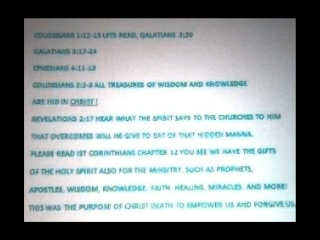 COLOSSIANS 1:12-13 LETS READ, GALATIANS 2:20
GALATIANS 5:17-24
EPHESIANS 4:11-13
COLOSSIANS 2:2-3 ALL TREASURES OF WISDOM AND KNOWLEDGE
ARE HID IN CHRIST !
REVELATIONS 2:17 HEAR WHAT THE SPIRIT SAYS TO THE CHURCHES TO HIM
THAT OVERCOMES WILL HE GIVE TO EAT OF THAT HIDDEN MANNA.
PLEASE READ IST CORINTHIANS CHAPTER 12 YOU SEE WE HAVE THE GIFTS
OF THE HOLY SPIRIT ALSO FOR THE MINISTRY. SUCH AS PROPHETS,
APOSTLES, WISDOM, KNOWLEDGE. FAITH HEALING, MIRACLES. AND MORE!
THIS WAS THE PURPOSE OF CHRIST DEATH TO EMPOWER US AND FORGIVE US.